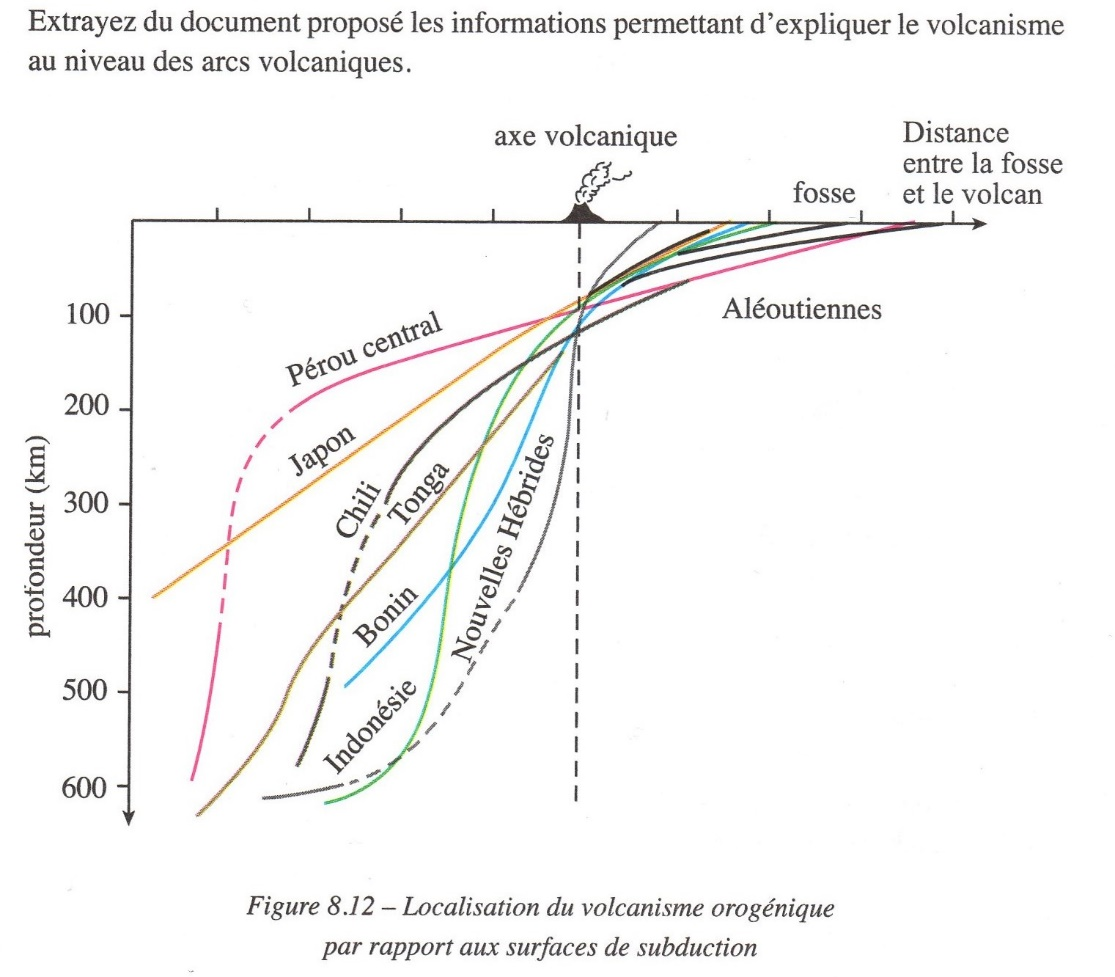 Extrayez du document proposé les informations permettant d'expliquer le volcanisme
au niveau des arcs volcaniques.
axe volcanique
Distance
entre la fosse
et le volcan
fosse
Aléoutiennes
100
200
300
400
500
600
profondeur (km)
Pérou central
Japon
Chili
Tonga
Bonin
Nouvelles Hébrides
Indonésie
Figure 8.12 – Localisation du volcanisme orogénique
par rapport aux surfaces de subduction